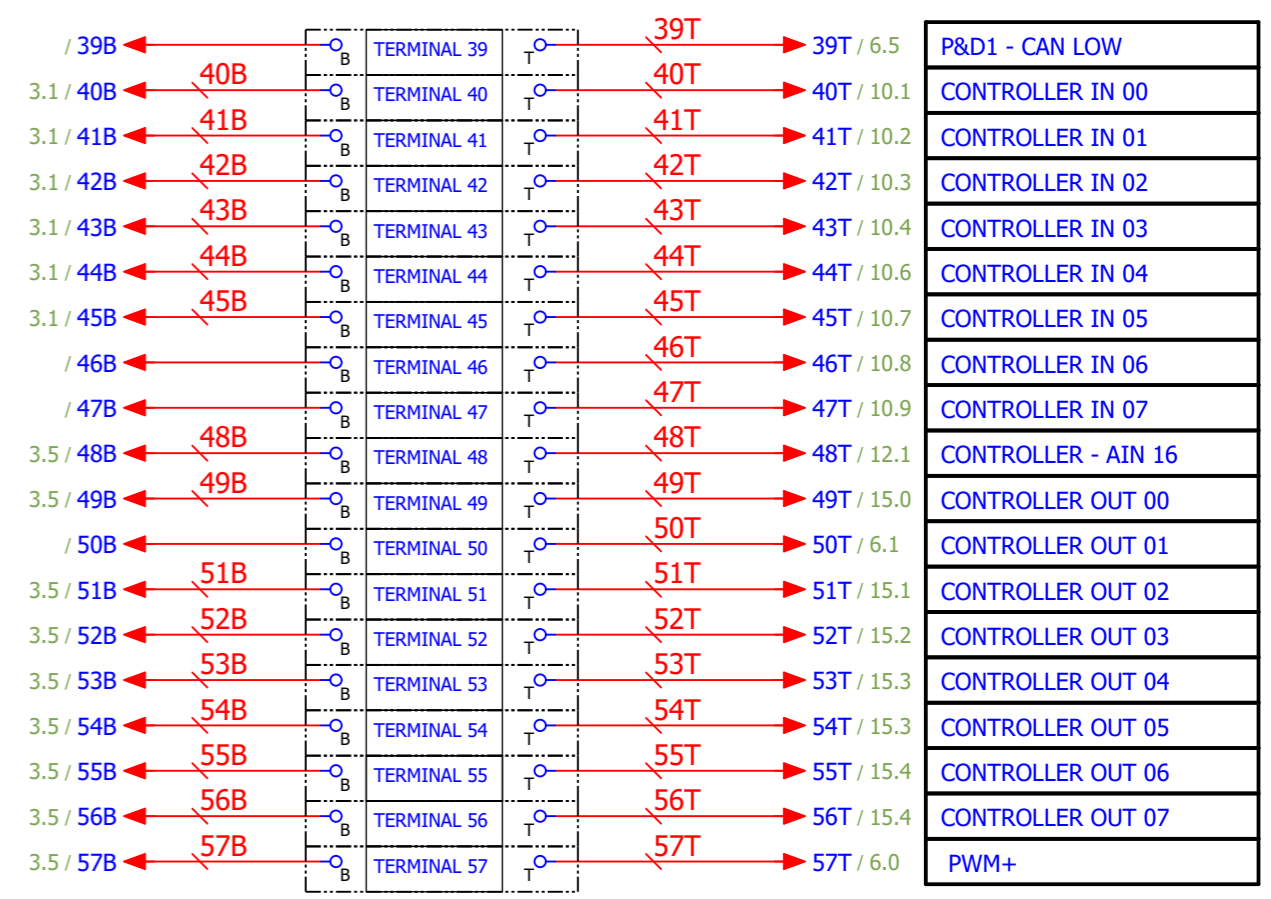 / 39B B TERMINAL 39 T 39T 39T / 6.5 P&D1 - CAN LOW
3.1 / 40B 40B B TERMINAL 40 T 40T 40T / 10.1 CONTROLLER IN 00
3.1 / 41B 41B B TERMINAL 41 T 41T 41T / 10.2 CONTROLLER IN 01
3.1 / 42B 42B B TERMINAL 42 T 42T 42T / 10.3 CONTROLLER IN 02
3.1 / 43B 43B B TERMINAL 43 T 43T 43T / 10.4 CONTROLLER IN 03
3.1 / 44B 44B B TERMINAL 44 T 44T 44T / 10.6 CONTROLLER IN 04
3.1 / 45B 45B B TERMINAL 45 T 45T 45T / 10.7 CONTROLLER IN 05
/ 46B B TERMINAL 46 T 46T 46T / 10.8 CONTROLLER IN 06
/ 47B B TERMINAL 47 T 47T 47T / 10.9 CONTROLLER IN 07
3.5 / 48B 48B B TERMINAL 48 T 48T 48T / 12.1 CONTROLLER - AIN 16
3.5 / 49B 49B B TERMINAL 49 T 49T 49T / 15.0 CONTROLLER OUT 00
/ 50B B TERMINAL 50 T 50T 50T / 6.1 CONTROLLER OUT 01
3.5 / 51B 51B B TERMINAL 51 T 51T 51T / 15.1 CONTROLLER OUT 02
3.5 / 52B 52B B TERMINAL 52 T 52T 52T / 15.2 CONTROLLER OUT 03
3.5 / 53B 53B B TERMINAL 53 T 53T 53T / 15.3 CONTROLLER OUT 04
3.5 / 54B 54B B TERMINAL 54 T 54T 54T / 15.3 CONTROLLER OUT 05
3.5 / 55B 55B B TERMINAL 55 T 55T 55T / 15.4 CONTROLLER OUT 06
3.5 / 56B 56B B TERMINAL 56 T 56T 56T / 15.4 CONTROLLER OUT 07
3.5 / 57B 57B B TERMINAL 57 T 57T 57T / 6.0 PWM+